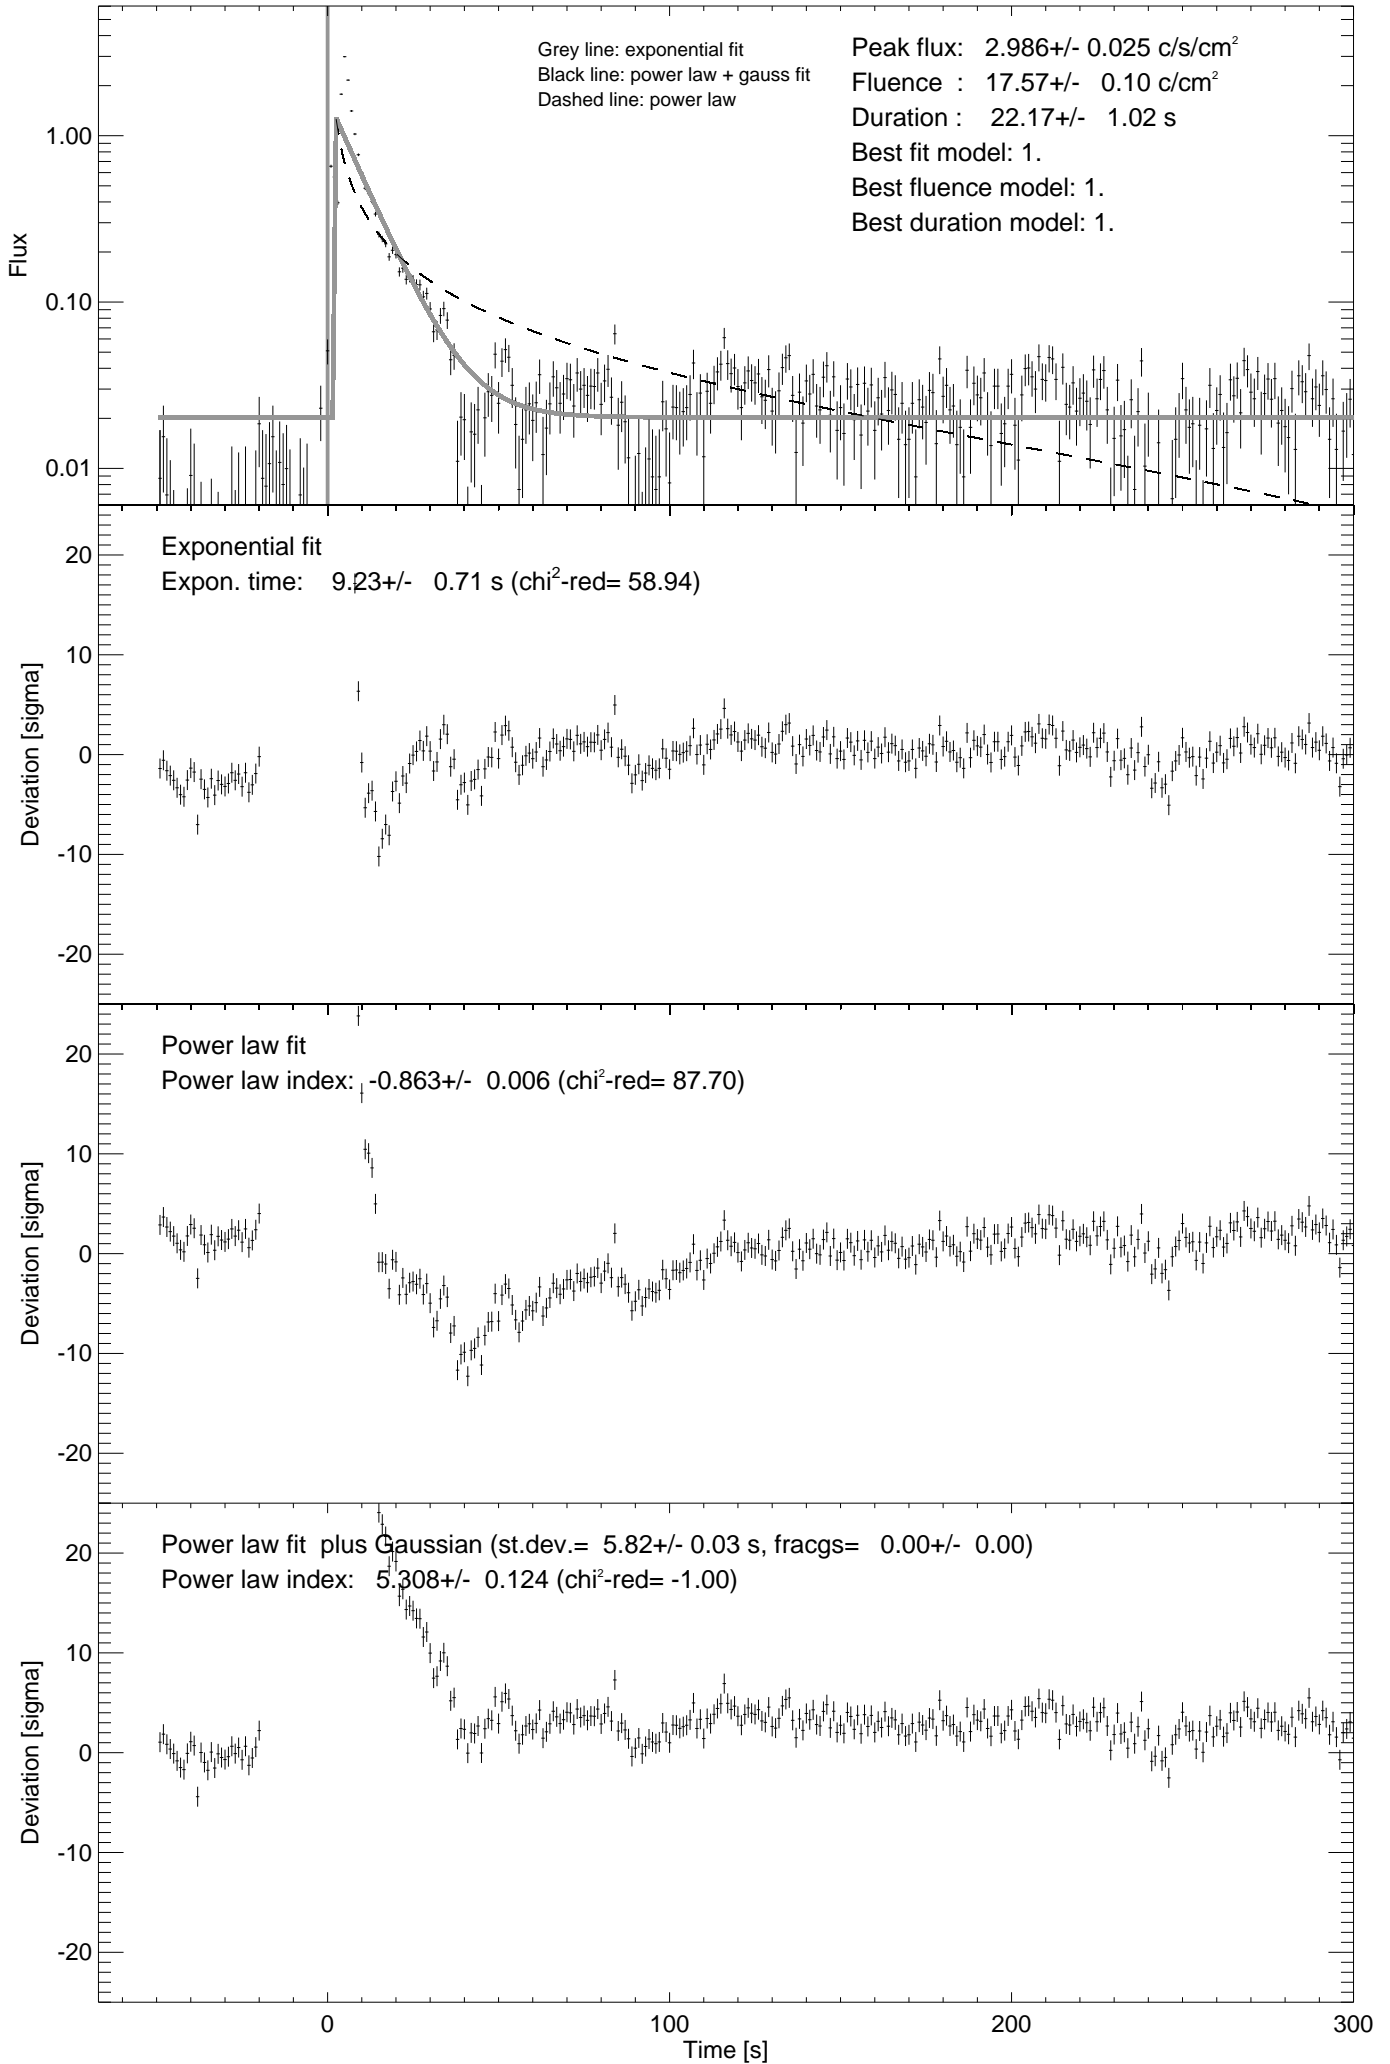 Grey line: exponential fit
Black line: power law + gauss fit
Dashed line: power law
Peak flux: 2.986+/- 0.025 c/s/cm²
Fluence : 17.57+/- 0.10 c/cm²
Duration : 22.17+/- 1.02 s
Best fit model: 1.
Best fluence model: 1.
Best duration model: 1.
Flux
1.00
0.10
0.01
Exponential fit
Expon. time: 9.23+/- 0.71 s (chi²-red= 58.94)
Deviation [sigma]
20
10
0
-10
-20
Power law fit
Power law index: -0.863+/- 0.006 (chi²-red= 87.70)
Deviation [sigma]
20
10
0
-10
-20
Power law fit plus Gaussian (st.dev.= 5.82+/- 0.03 s, fracgs= 0.00+/- 0.00)
Power law index: 5.308+/- 0.124 (chi²-red= -1.00)
Deviation [sigma]
20
10
0
-10
-20
0 100 200 300
Time [s]